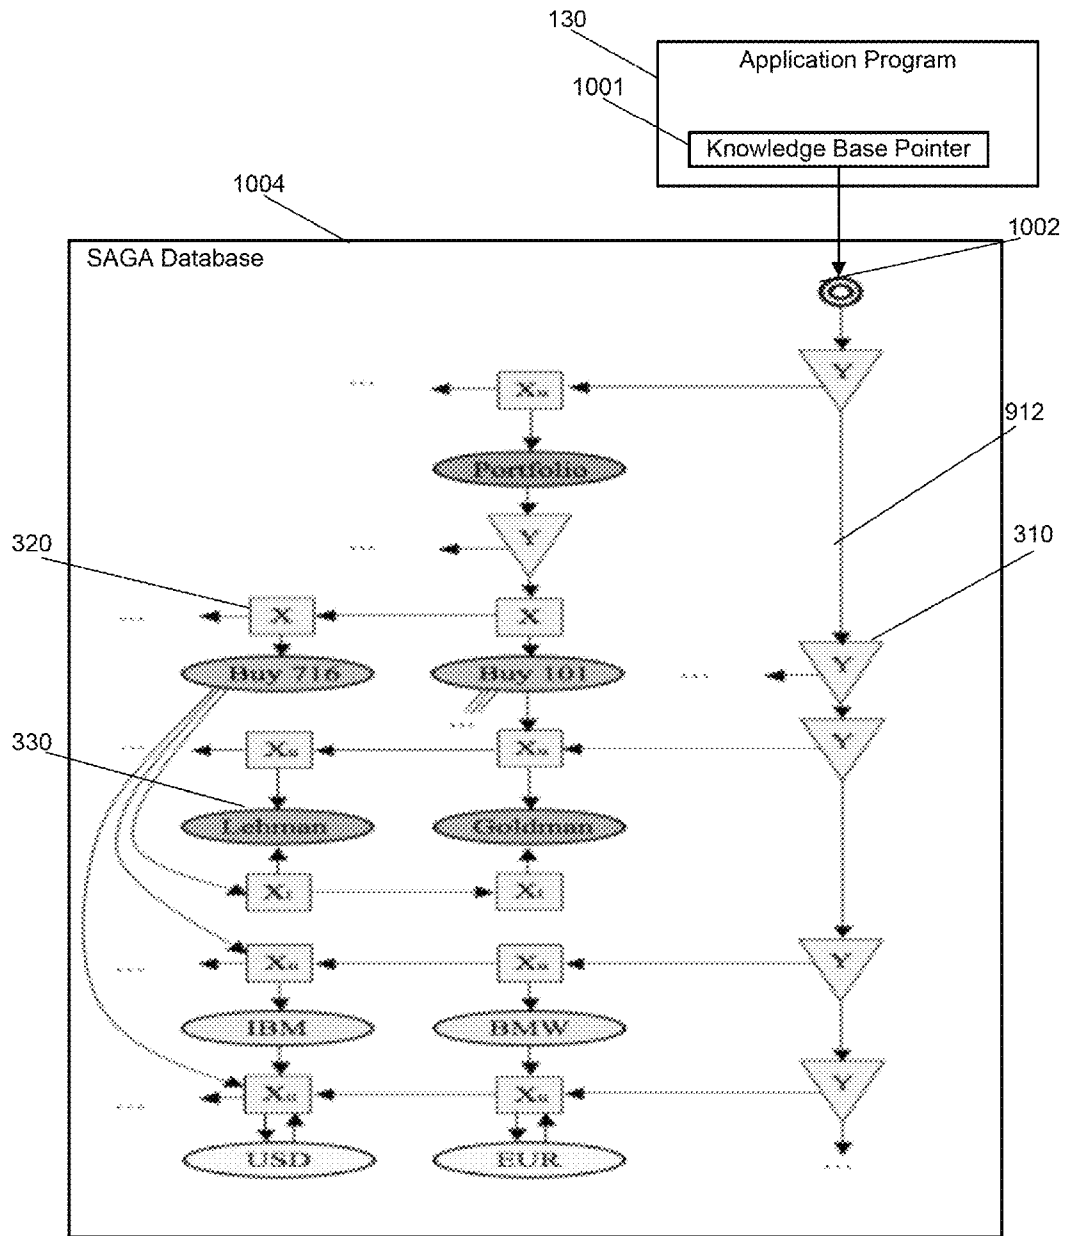 130
Application Program
1001
Knowledge Base Pointer
1004
1002
SAGA Database
Y
...
X
912
Portfolio
Y
...
310
320
X
X
...
Y
Buy 716
Buy 101
...
...
Y
330
...
X
X
Lehman
Goldman
X
X
Y
...
X
X
IBM
BMW
Y
...
X
X
USD
EUR
...